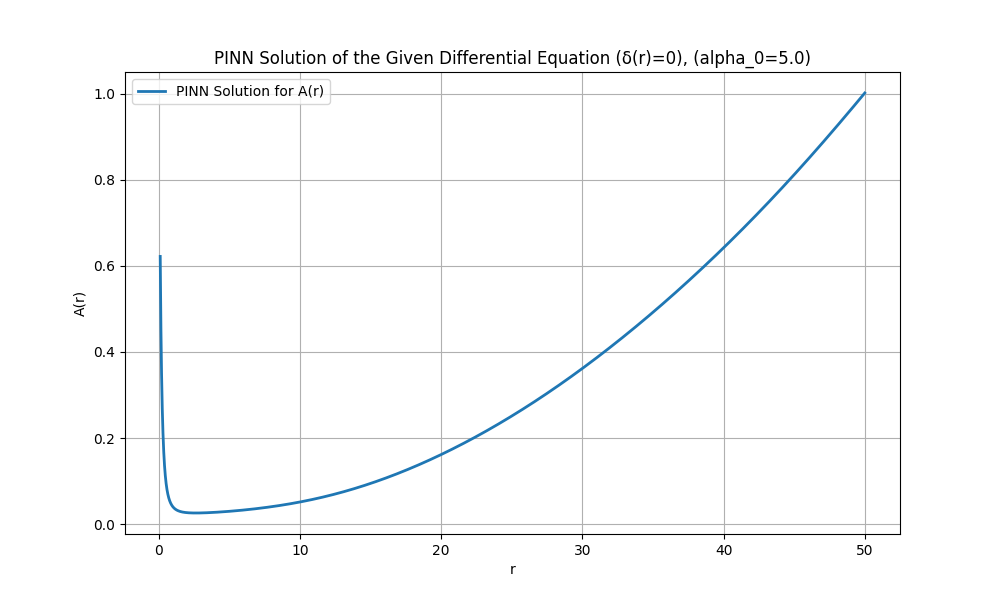 PINN Solution of the Given Differential Equation (δ(r)=0), (alpha_0=5.0)
PINN Solution for A(r)
1.0
0.8
0.6
0.4
0.2
0.0
A(r)
0 10 20 30 40 50
r